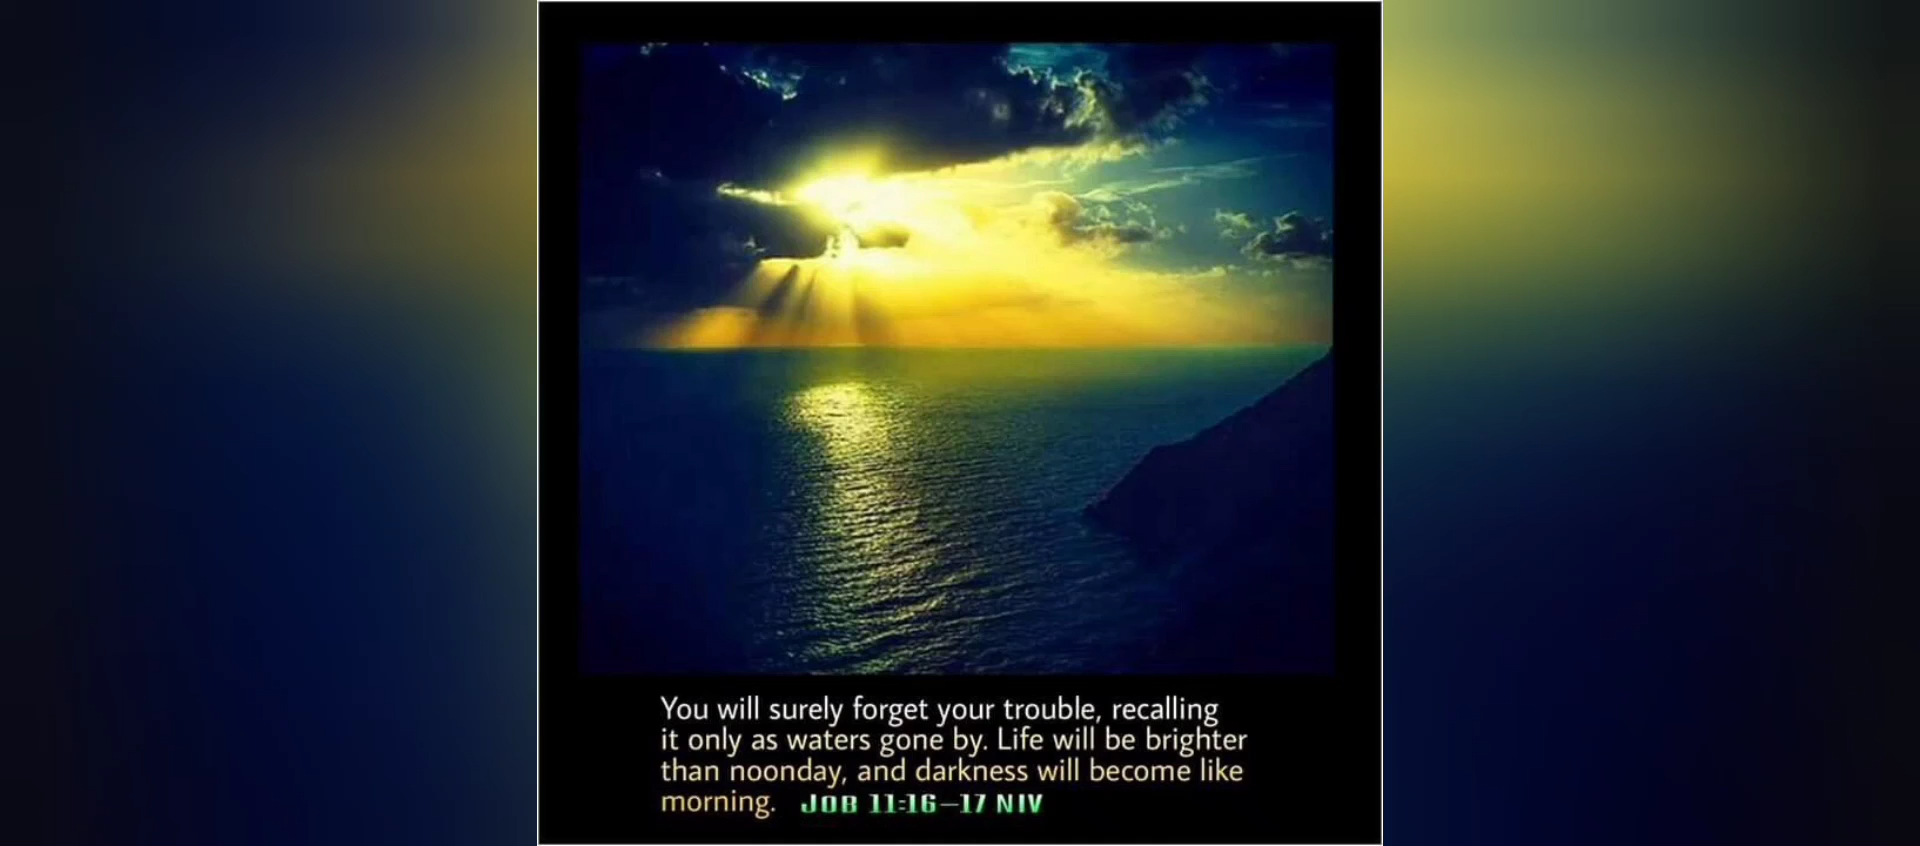 You will surely forget your trouble, recalling
it only as waters gone by. Life will be brighter
than noonday, and darkness will become like
morning. JOB 11:16–17 NIV